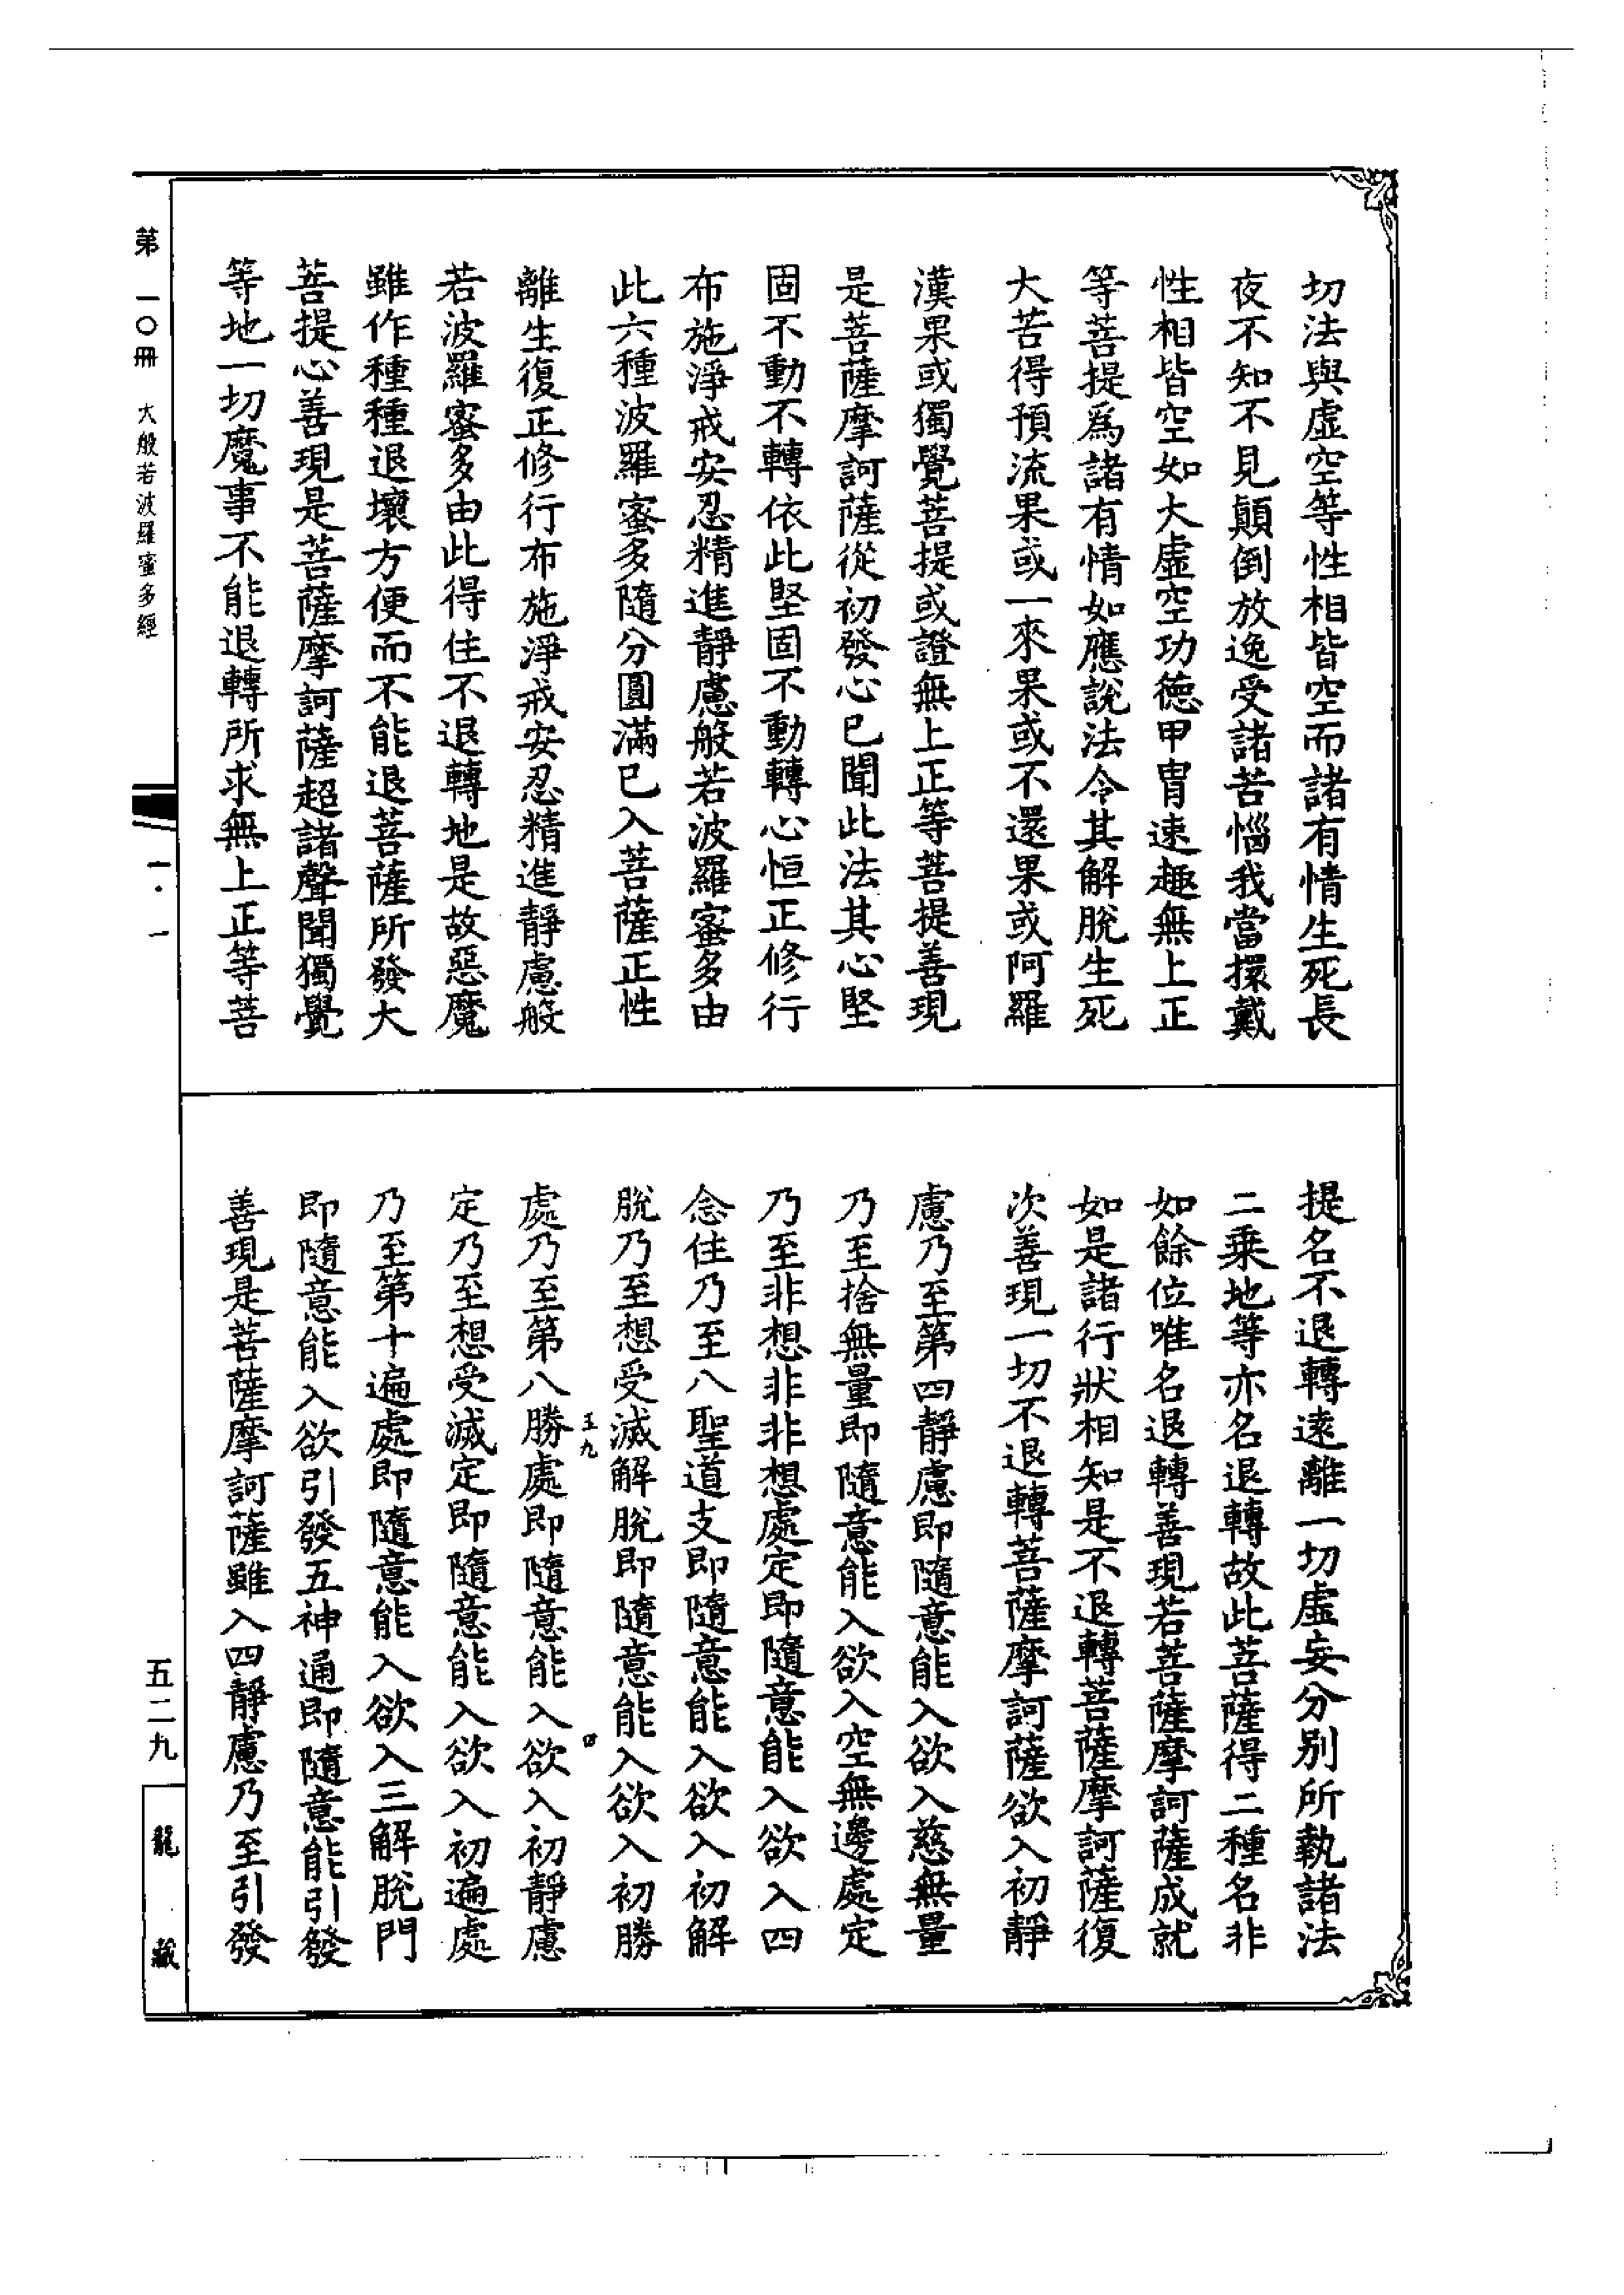 切法與虛空等性相皆空而諸有情生死長
夜不知不見顛倒放逸受諸苦惱我當擐戴
性相皆空如大虛空功德甲冑速趣無上正
等菩提爲諸有情如應說法令其解脫生死
大苦得預流果或一來果或不還果或阿羅
漢果或獨覺菩提或證無上正等菩提善現
是菩薩摩訶薩從初發心已聞此法其心堅
固不動不轉依此堅固不動轉心恒正修行
布施淨戒安忍精進靜慮般若波羅蜜多由
此六種波羅蜜多隨分圓滿已入菩薩正性
離生復正修行布施淨戒安忍精進靜慮般
若波羅蜜多由此得住不退轉地是故惡魔
雖作種種退壞方便而不能退菩薩所發大
菩提心善現是菩薩摩訶薩超諸聲聞獨覺
等地一切魔事不能退轉所求無上正等菩
提名不退轉遠離一切虛妄分別所執諸法
二乘地等亦名退轉故此菩薩得二種名非
如餘位唯名退轉善現若菩薩摩訶薩成就
如是諸行狀相知是不退轉菩薩摩訶薩復
次善現一切不退轉菩薩摩訶薩欲入初靜
慮乃至第四靜慮即隨意能入欲入慈無量
乃至捨無量即隨意能入欲入空無邊處定
乃至非想非非想處定即隨意能入欲入四
念住乃至八聖道支即隨意能入欲入初解
脫乃至想受滅解脫即隨意能入欲入初勝
王九
處乃至第八勝處即隨意能入欲入初靜慮
定乃至想受滅定即隨意能入欲入初遍處
乃至第十遍處即隨意能入欲入三解脫門
即隨意能入欲引發五神通即隨意能引發
善現是菩薩摩訶薩雖入四靜慮乃至引發
第一〇冊 大般若波羅蜜多經
一·一
五二九
龍藏